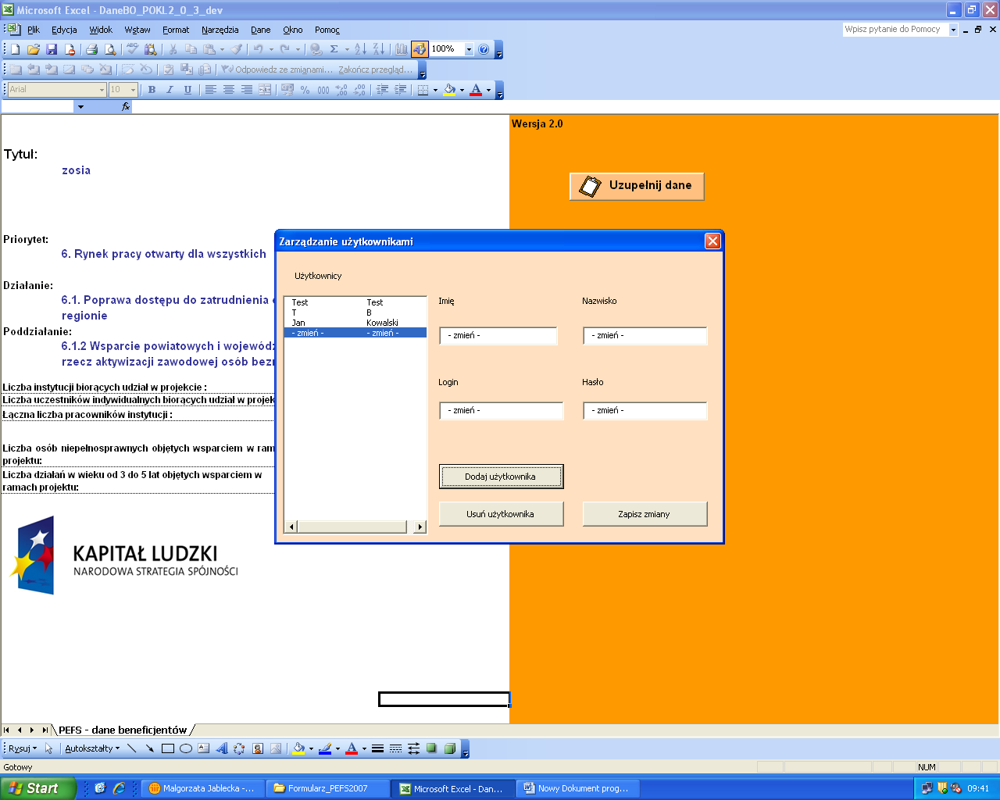 Microsoft Excel - DaneBO_POKL2_0_3_dev
Plik Edycja Widok Wstaw Format Narzędzia Dane Okno Pomoc
Wpisz pytanie do Pomocy
100%
Odpowiedz ze zmianami... Zakończ przegląd...
Arial 10 B I U % 000
fx
Wersja 2.0
Tytuł:
zosia
Uzupełnij dane
Priorytet:
6. Rynek pracy otwarty dla wszystkich
Działanie:
6.1. Poprawa dostępu do zatrudnienia
regionie
Poddziałanie:
6.1.2 Wsparcie powiatowych i wojewódz
rzecz aktywizacji zawodowej osób bezr
Liczba instytucji biorących udział w projekcie :
Liczba uczestników indywidualnych biorących udział w projek
Łączna liczba pracowników instytucji :
Liczba osób niepełnosprawnych objętych wsparciem w ram
projektu:
Liczba działań w wieku od 3 do 5 lat objętych wsparciem w
ramach projektu:
KAPITAŁ LUDZKI
NARODOWA STRATEGIA SPÓJNOŚCI
Zarządzanie użytkownikami
Użytkownicy
Test Test
T B
Jan Kowalski
- zmień - - zmień -
Imię Nazwisko
- zmień - - zmień -
Login Hasło
- zmień - - zmień -
Dodaj użytkownika
Usuń użytkownika Zapisz zmiany
PEFS - dane beneficjentów
Rysuj Autokształty
Gotowy NUM
Start Malgorzata Jablecka -... Formularz_PEFS2007 Microsoft Excel - Dan... Nowy Dokument prog... 09:41